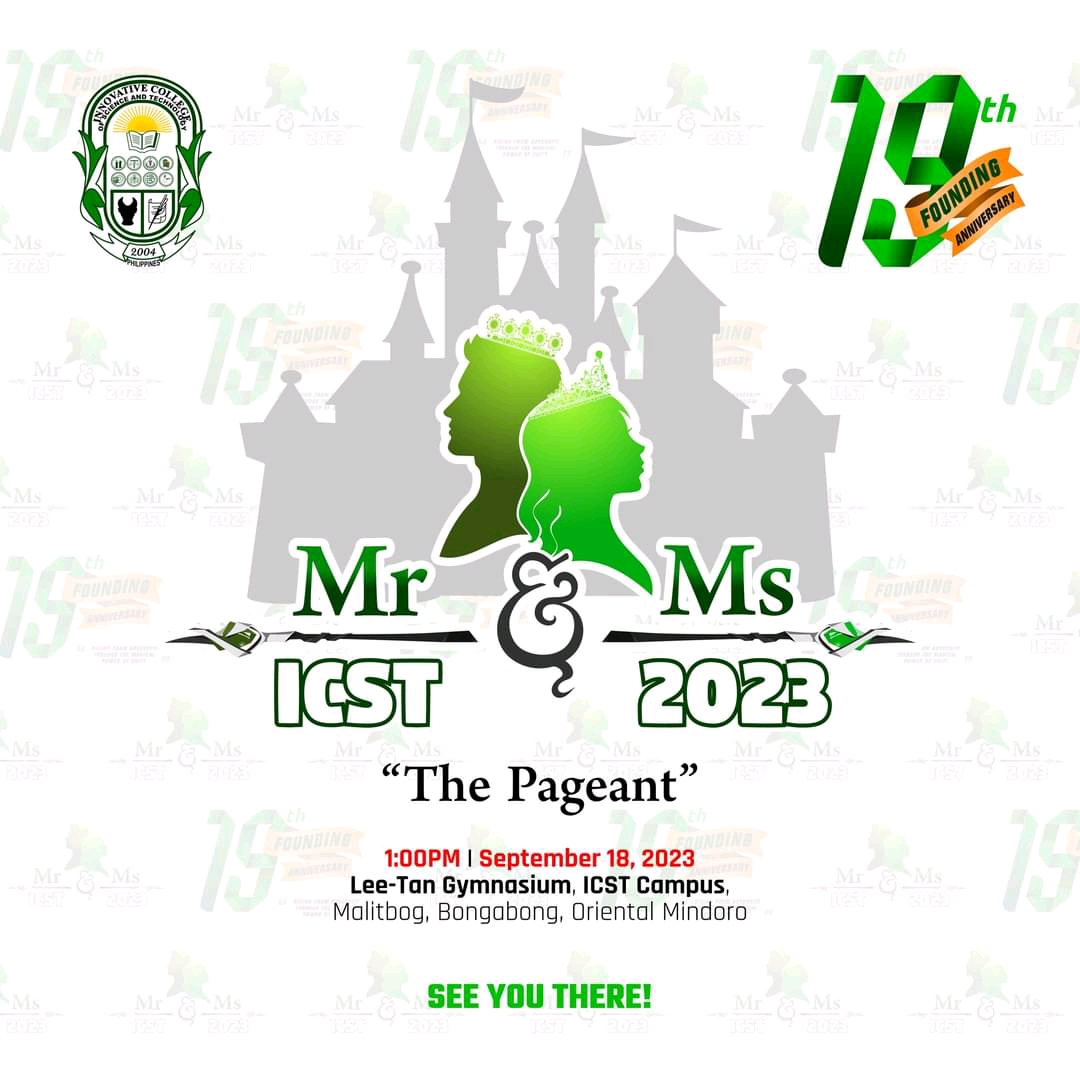 INNOVATIVE COLLEGE
OF SCIENCE AND TECHNOLOGY
2004
PHILIPPINES
19th
FOUNDING
ANNIVERSARY
Mr & Ms
ICST 2023
“The Pageant”
1:00PM | September 18, 2023
Lee-Tan Gymnasium, ICST Campus,
Malitbog, Bongabong, Oriental Mindoro
SEE YOU THERE!